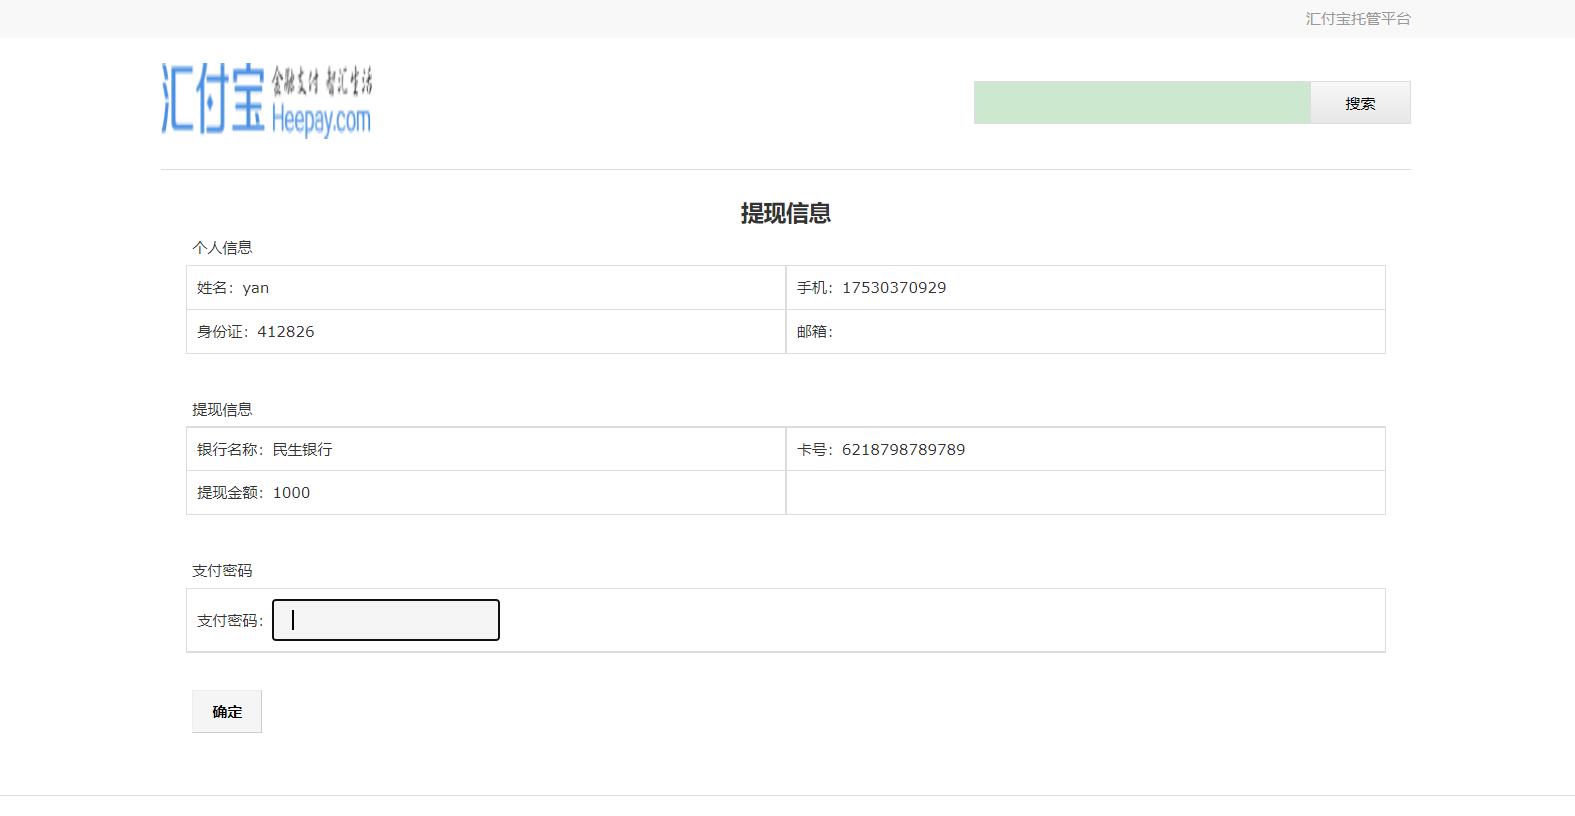 汇付宝托管平台
汇付宝 金融支付 智汇生活
Heepay.com
搜索
提现信息
个人信息
姓名：yan 手机：17530370929
身份证：412826 邮箱：
提现信息
银行名称：民生银行 卡号：6218798789789
提现金额：1000
支付密码
支付密码：
确定